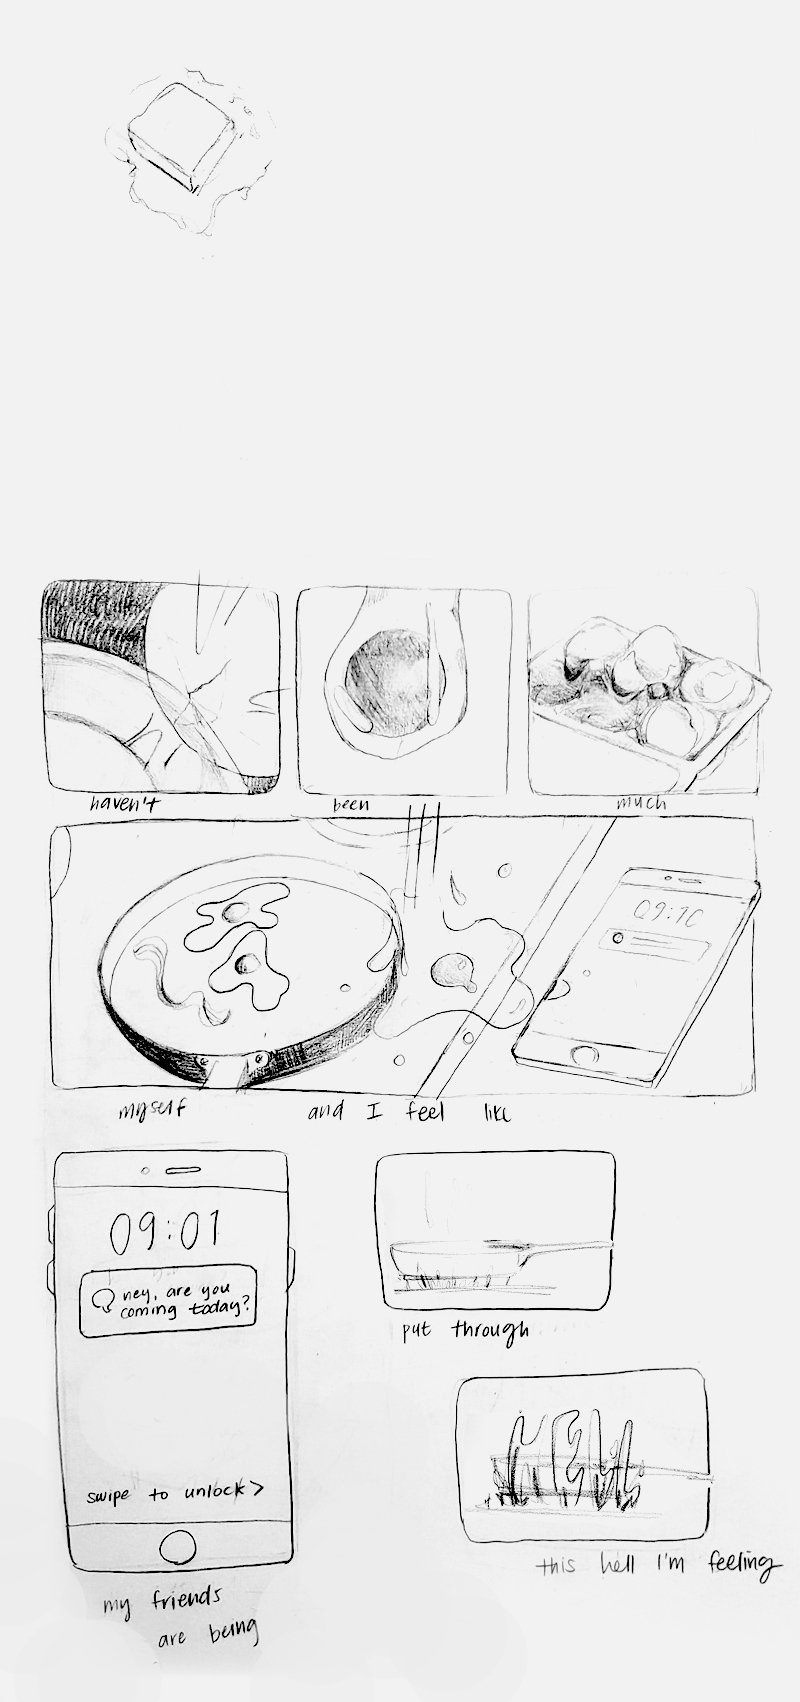 haven't
been
much
09:10
myself and I feel like
09:01
hey, are you
coming today?
swipe to unlock>
my friends
are being
put through
HELL
this hell I'm feeling